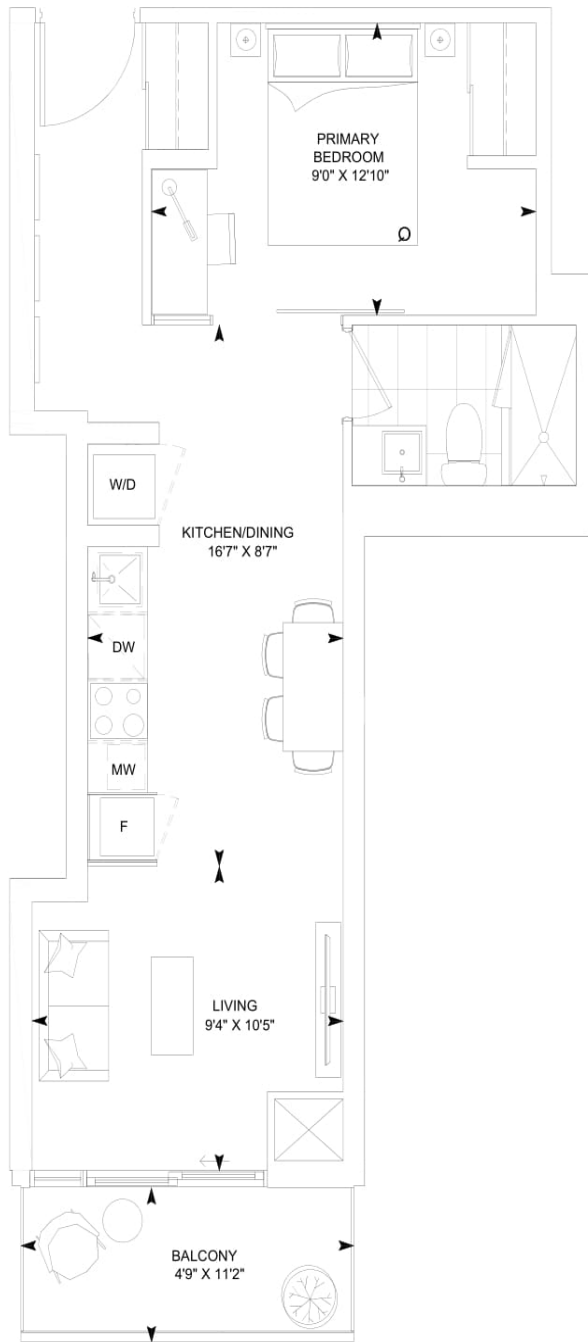 PRIMARY
BEDROOM
9'0" X 12'10"
Q
W/D
KITCHEN/DINING
16'7" X 8'7"
DW
MW
F
LIVING
9'4" X 10'5"
BALCONY
4'9" X 11'2"